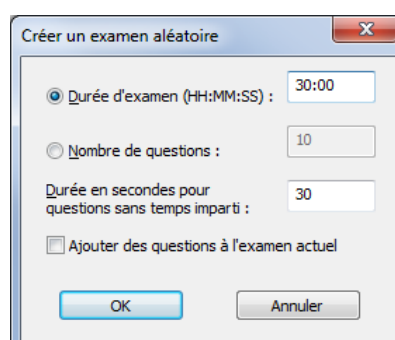 Créer un examen aléatoire
Durée d'examen (HH:MM:SS) : 30:00
Nombre de questions : 10
Durée en secondes pour
questions sans temps imparti : 30
Ajouter des questions à l'examen actuel
OK Annuler